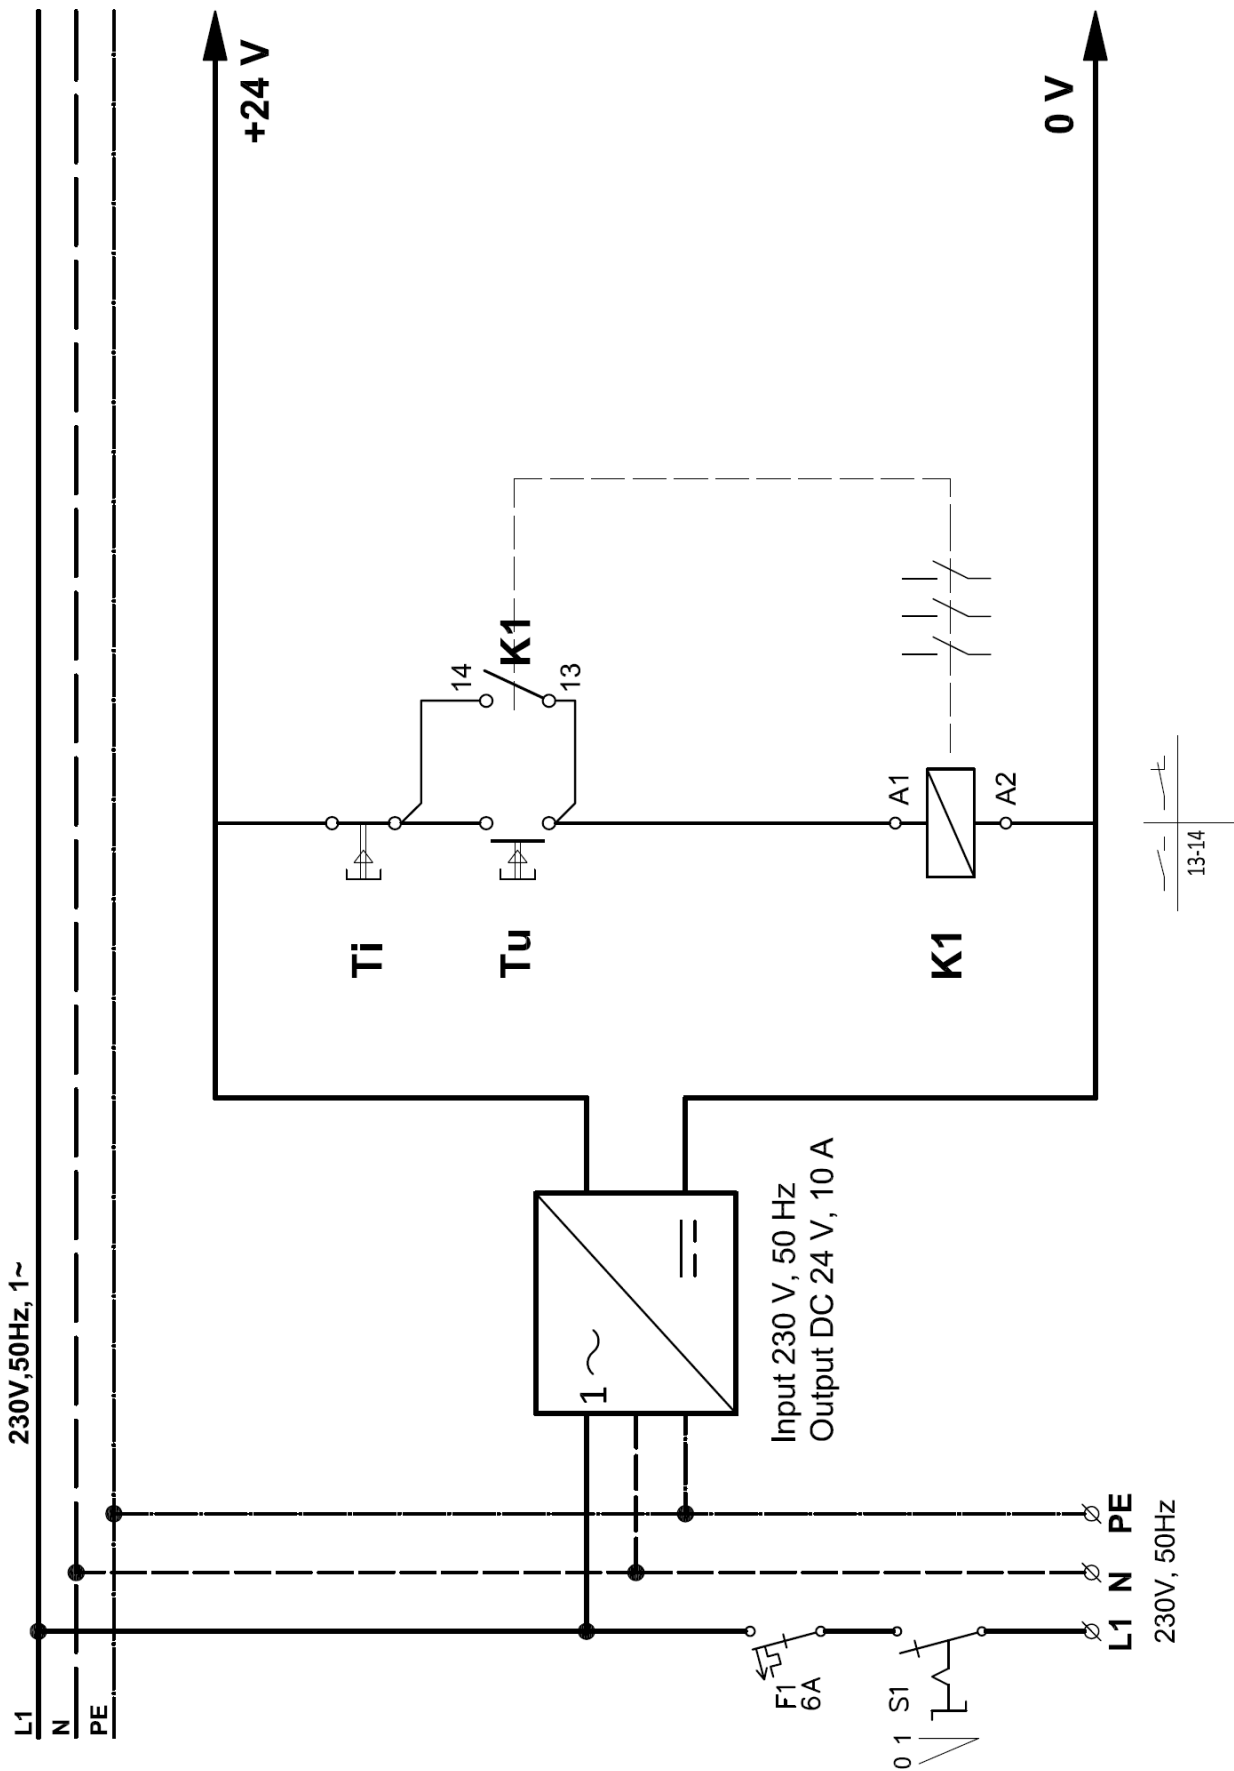 230V,50Hz, 1~
L1
N
PE
+24 V
0 V
14
K1
13
Ti
Tu
A1
K1
A2
13-14
1
Input 230 V, 50 Hz
Output DC 24 V, 10 A
F1
6A
S1
0 1
L1 N PE
230V, 50Hz